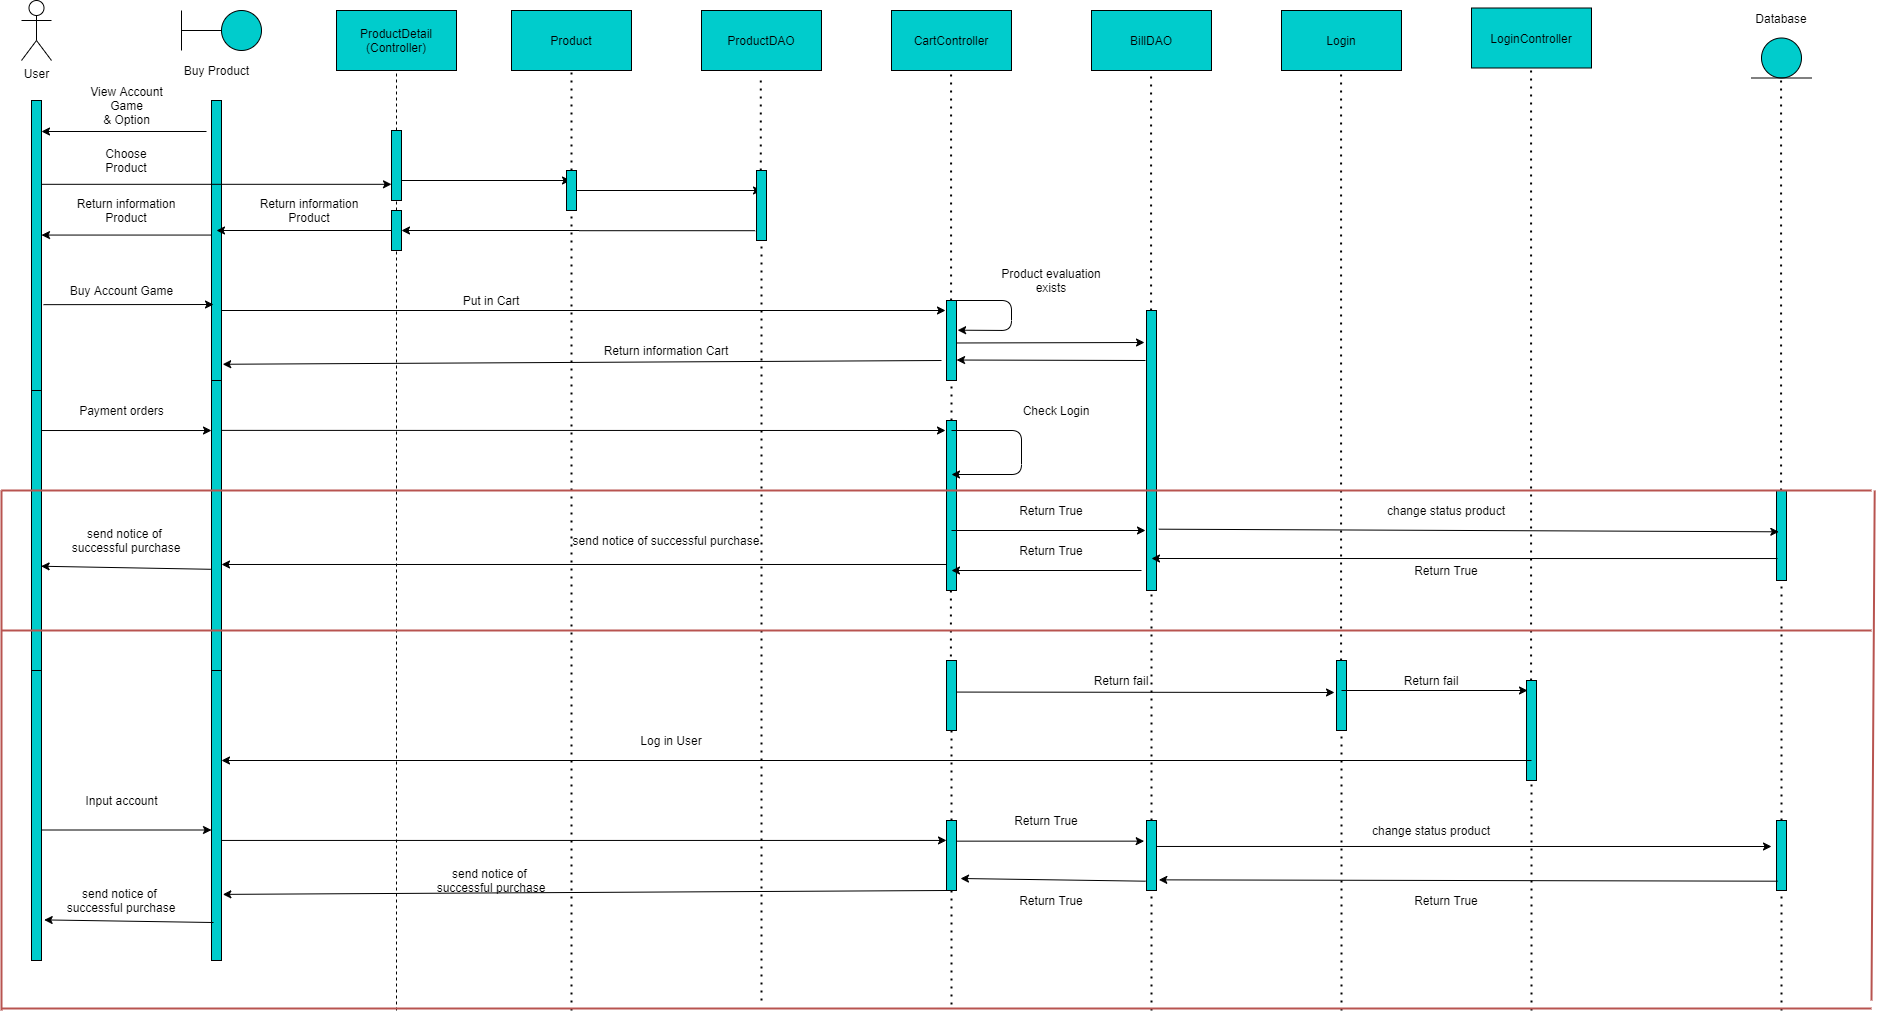 User
Buy Product
ProductDetail
(Controller)
Product
ProductDAO
CartController
BillDAO
Login
LoginController
Database
View Account
Game
& Option
Choose
Product
Return information
Product
Return information
Product
Product evaluation
exists
Buy Account Game
Put in Cart
Return information Cart
Payment orders
Check Login
Return True
change status product
send notice of
successful purchase
send notice of successful purchase
Return True
Return True
Return fail
Return fail
Log in User
Input account
Return True
change status product
send notice of
successful purchase
send notice of
successful purchase
Return True
Return True